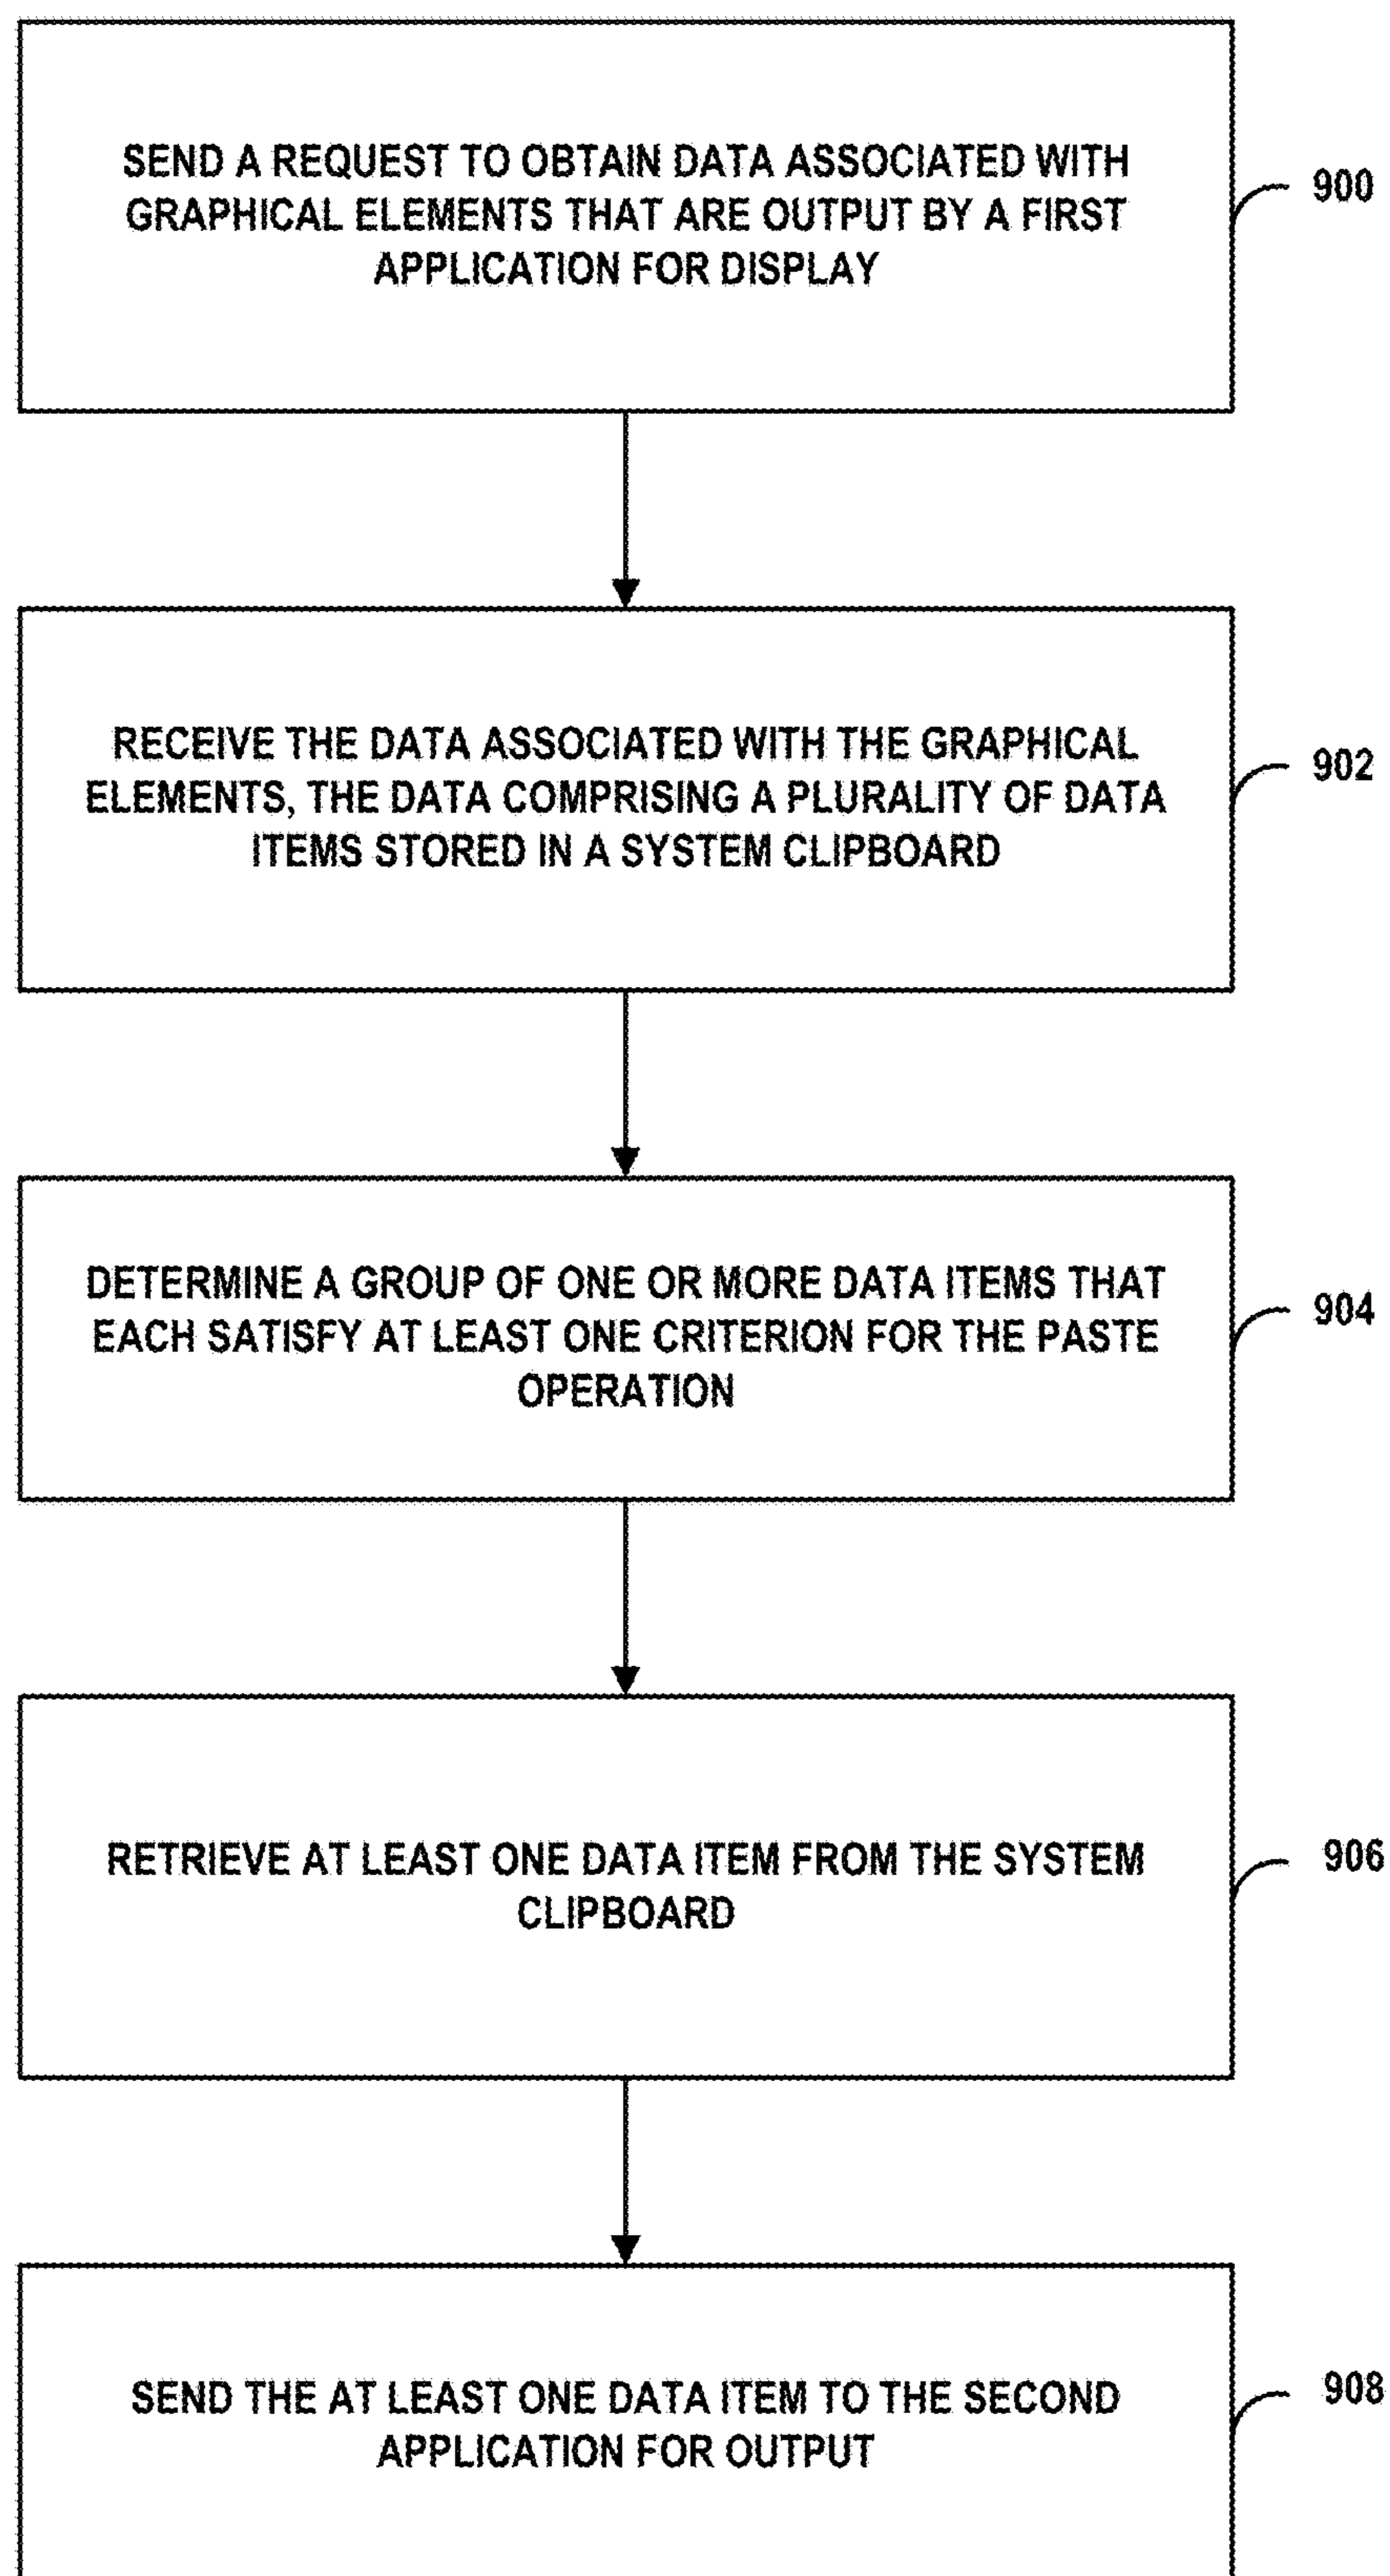 SEND A REQUEST TO OBTAIN DATA ASSOCIATED WITH
GRAPHICAL ELEMENTS THAT ARE OUTPUT BY A FIRST
APPLICATION FOR DISPLAY
900
RECEIVE THE DATA ASSOCIATED WITH THE GRAPHICAL
ELEMENTS, THE DATA COMPRISING A PLURALITY OF DATA
ITEMS STORED IN A SYSTEM CLIPBOARD
902
DETERMINE A GROUP OF ONE OR MORE DATA ITEMS THAT
EACH SATISFY AT LEAST ONE CRITERION FOR THE PASTE
OPERATION
904
RETRIEVE AT LEAST ONE DATA ITEM FROM THE SYSTEM
CLIPBOARD
906
SEND THE AT LEAST ONE DATA ITEM TO THE SECOND
APPLICATION FOR OUTPUT
908